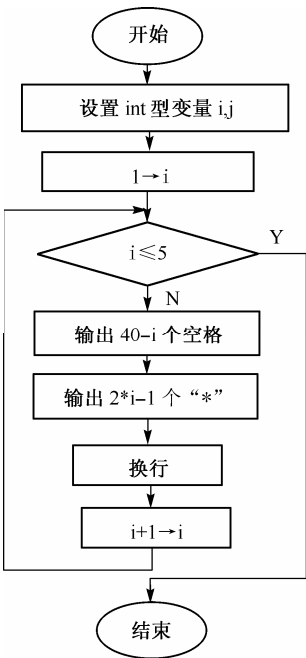 开始
设置 int 型变量 i,j
1→i
i≤5
Y
N
输出 40-i 个空格
输出 2*i-1 个“*”
换行
i+1→i
结束